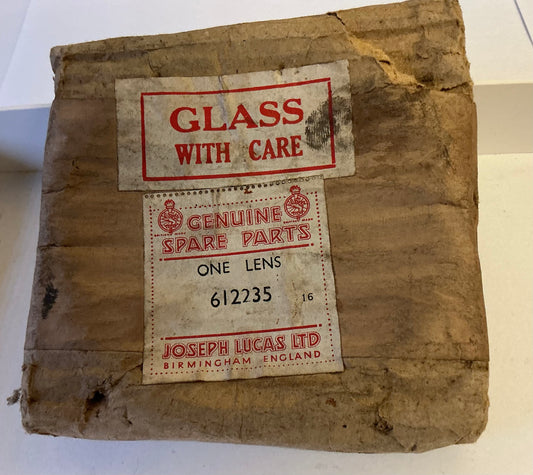 GLASS
WITH CARE
GENUINE
SPARE PARTS
ONE LENS
612235 16
JOSEPH LUCAS LTD
BIRMINGHAM ENGLAND